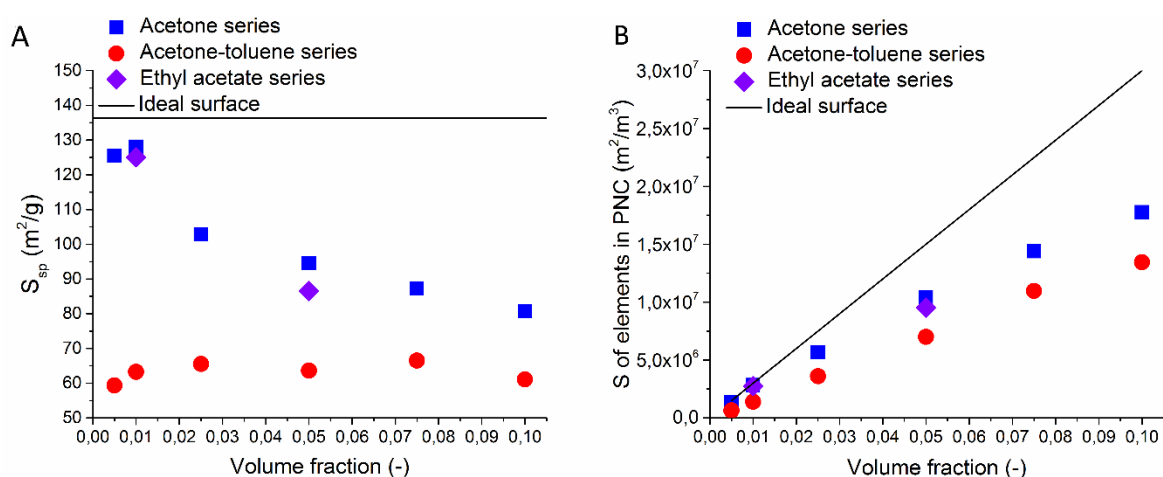 A
Acetone series
Acetone-toluene series
Ethyl acetate series
Ideal surface
150
140
130
120
110
100
90
80
70
60
50
S_sp (m²/g)
0,00 0,01 0,02 0,03 0,04 0,05 0,06 0,07 0,08 0,09 0,10
Volume fraction (-)
B
Acetone series
Acetone-toluene series
Ethyl acetate series
Ideal surface
3,0x10⁷
2,5x10⁷
2,0x10⁷
1,5x10⁷
1,0x10⁷
5,0x10⁶
0,0
S of elements in PNC (m²/m³)
0,00 0,01 0,02 0,03 0,04 0,05 0,06 0,07 0,08 0,09 0,10
Volume fraction (-)